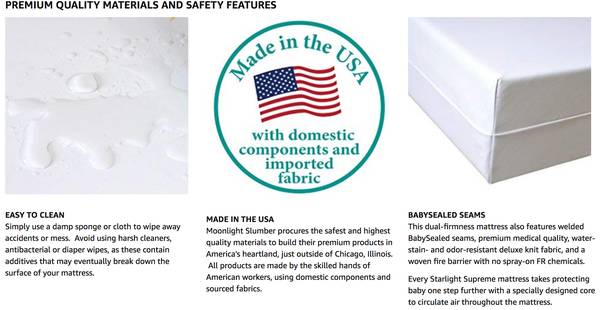 PREMIUM QUALITY MATERIALS AND SAFETY FEATURES
Made in the USA
with domestic
components and
imported
fabric
EASY TO CLEAN
Simply use a damp sponge or cloth to wipe away
accidents or mess.  Avoid using harsh cleaners,
antibacterial or diaper wipes, as these contain
additives that may eventually break down the
surface of your mattress.
MADE IN THE USA
Moonlight Slumber procures the safest and highest
quality materials to build their premium products in
America's heartland, just outside of Chicago, Illinois.
All products are made by the skilled hands of
American workers, using domestic components and
sourced fabrics.
BABYSEALED SEAMS
This dual-firmness mattress also features welded
BabySealed seams, premium medical quality, water-
stain- and odor-resistant deluxe knit fabric, and a
woven fire barrier with no spray-on FR chemicals.
Every Starlight Supreme mattress takes protecting
baby one step further with a specially designed core
to circulate air throughout the mattress.